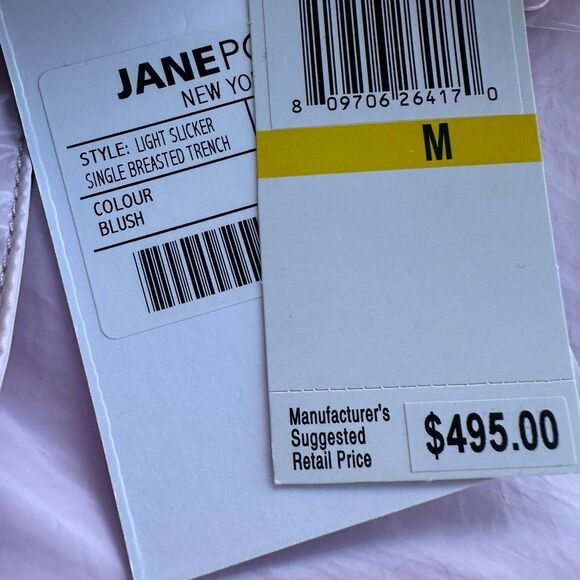 JANEPO
NEW YO
STYLE: LIGHT SLICKER
SINGLE BREASTED TRENCH
COLOUR
BLUSH
8 09706 26417 0
M
Manufacturer's
Suggested
Retail Price
$495.00